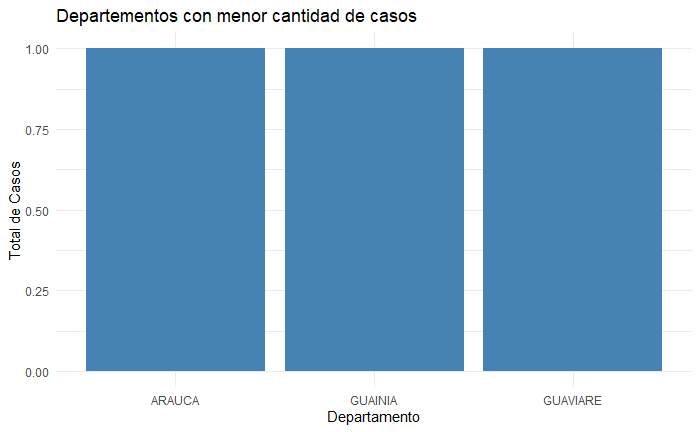 Departementos con menor cantidad de casos
Total de Casos
1.00
0.75
0.50
0.25
0.00
ARAUCA
GUAINIA
GUAVIARE
Departamento